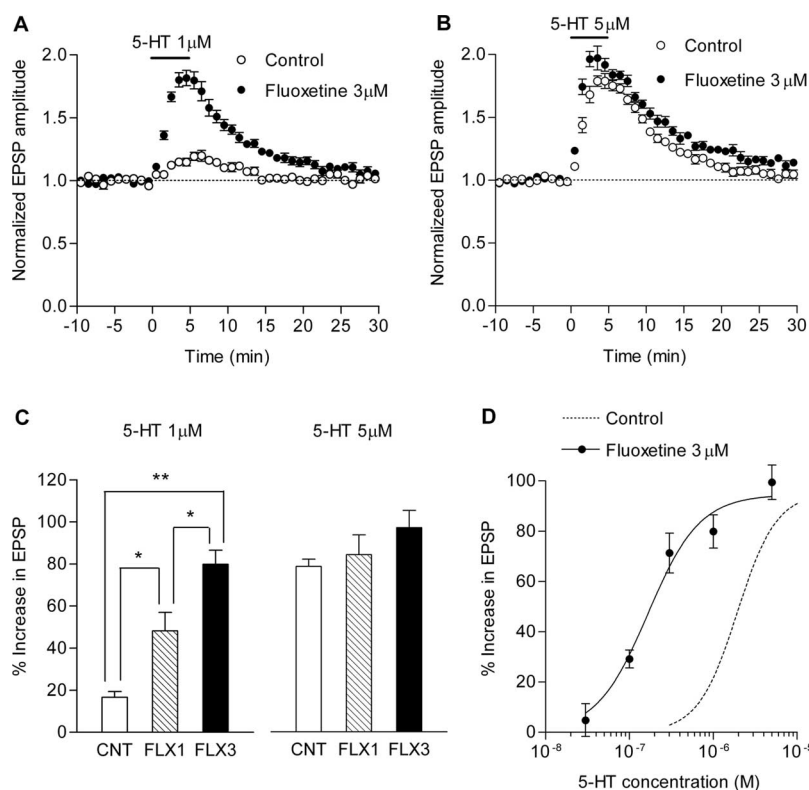 A
5-HT 1μM
Control
Fluoxetine 3μM
Normalized EPSP amplitude
2.0
1.5
1.0
0.5
0.0
-10 -5 0 5 10 15 20 25 30
Time (min)
B
5-HT 5μM
Control
Fluoxetine 3μM
Normalizeed EPSP amplitude
2.0
1.5
1.0
0.5
0.0
-10 -5 0 5 10 15 20 25 30
Time (min)
C
5-HT 1μM
5-HT 5μM
% Increase in EPSP
120
100
80
60
40
20
0
**
*
*
CNT FLX1 FLX3
CNT FLX1 FLX3
D
Control
Fluoxetine 3 μM
% Increase in EPSP
100
80
60
40
20
0
10-8 10-7 10-6 10-5
5-HT concentration (M)